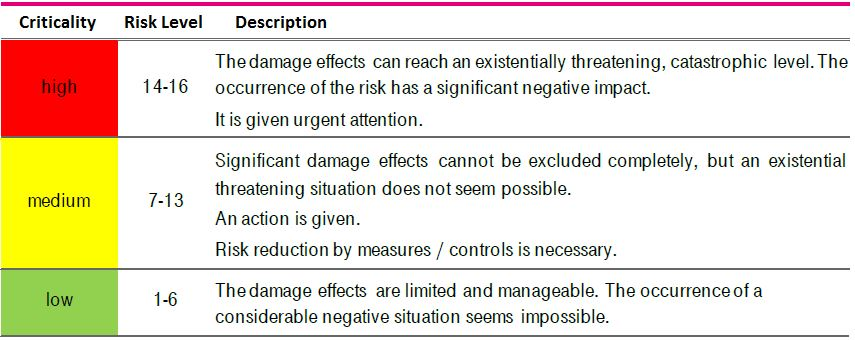 Criticality Risk Level Description
The damage effects can reach an existentially threatening, catastrophic level. The
high 14-16 occurrence of the risk has a significant negative impact.
It is given urgent attention.
Significant damage effects cannot be excluded completely, but an existential
threatening situation does not seem possible.
medium 7-13
An action is given.
Risk reduction by measures / controls is necessary.
low 1-6 The damage effects are limited and manageable. The occurrence of a
considerable negative situation seems impossible.